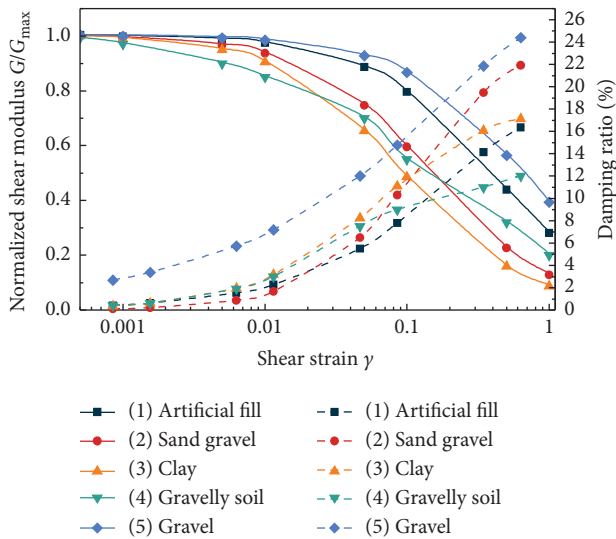 Normalized shear modulus G/Gmax
1.0
0.8
0.6
0.4
0.2
0.0
0.001
0.01
0.1
1
Shear strain γ
26
24
22
20
18
16
14
12
10
8
6
4
2
0
Damping ratio (%)
(1) Artificial fill
(2) Sand gravel
(3) Clay
(4) Gravelly soil
(5) Gravel
(1) Artificial fill
(2) Sand gravel
(3) Clay
(4) Gravelly soil
(5) Gravel